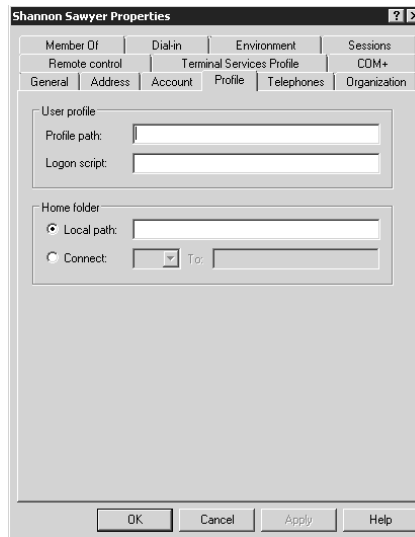 Shannon Sawyer Properties ? X
Member Of Dial-in Environment Sessions
Remote control Terminal Services Profile COM+
General Address Account Profile Telephones Organization
User profile
Profile path:
Logon script:
Home folder
Local path:
Connect: To:
OK Cancel Apply Help